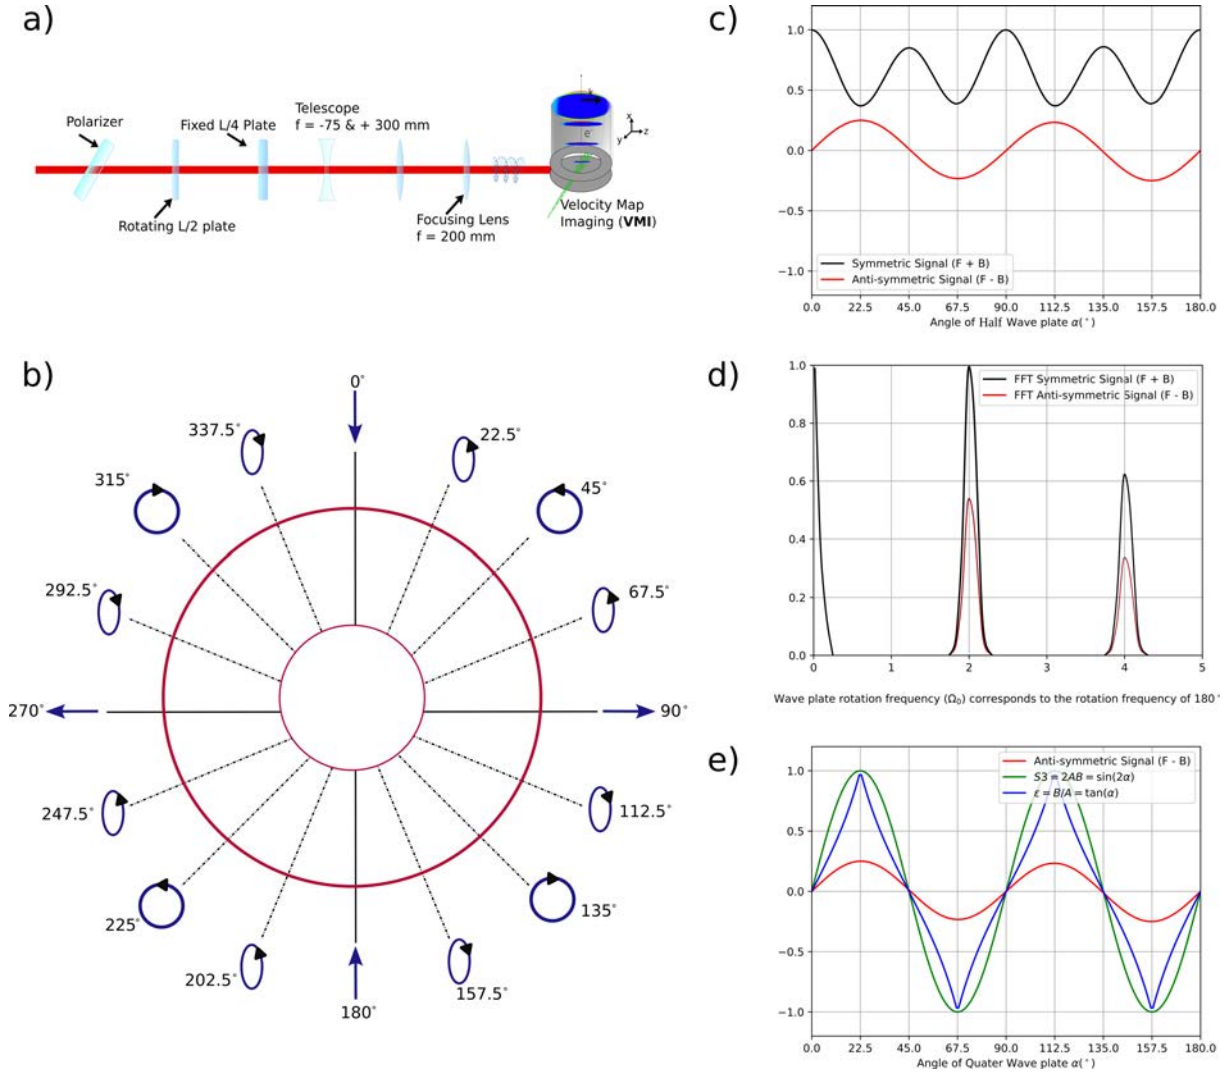 a)
Polarizer
Fixed L/4 Plate
Telescope
f = -75 & + 300 mm
Rotating L/2 plate
Focusing Lens
f = 200 mm
k
e⁻
x
y
z
Velocity Map
Imaging (VMI)
b)
0°
22.5°
45°
67.5°
90°
112.5°
135°
157.5°
180°
202.5°
225°
247.5°
270°
292.5°
315°
337.5°
c)
1.0
0.5
0.0
−0.5
−1.0
Symmetric Signal (F + B)
Anti-symmetric Signal (F - B)
0.0 22.5 45.0 67.5 90.0 112.5 135.0 157.5 180.0
Angle of Half Wave plate α(°)
d)
1.0
0.8
0.6
0.4
0.2
0.0
FFT Symmetric Signal (F + B)
FFT Anti-symmetric Signal (F - B)
0 1 2 3 4 5
Wave plate rotation frequency (Ω₀) corresponds to the rotation frequency of 180°
e)
1.0
0.5
0.0
−0.5
−1.0
Anti-symmetric Signal (F - B)
S3 = 2AB = sin(2α)
ε = B/A = tan(α)
0.0 22.5 45.0 67.5 90.0 112.5 135.0 157.5 180.0
Angle of Quater Wave plate α(°)